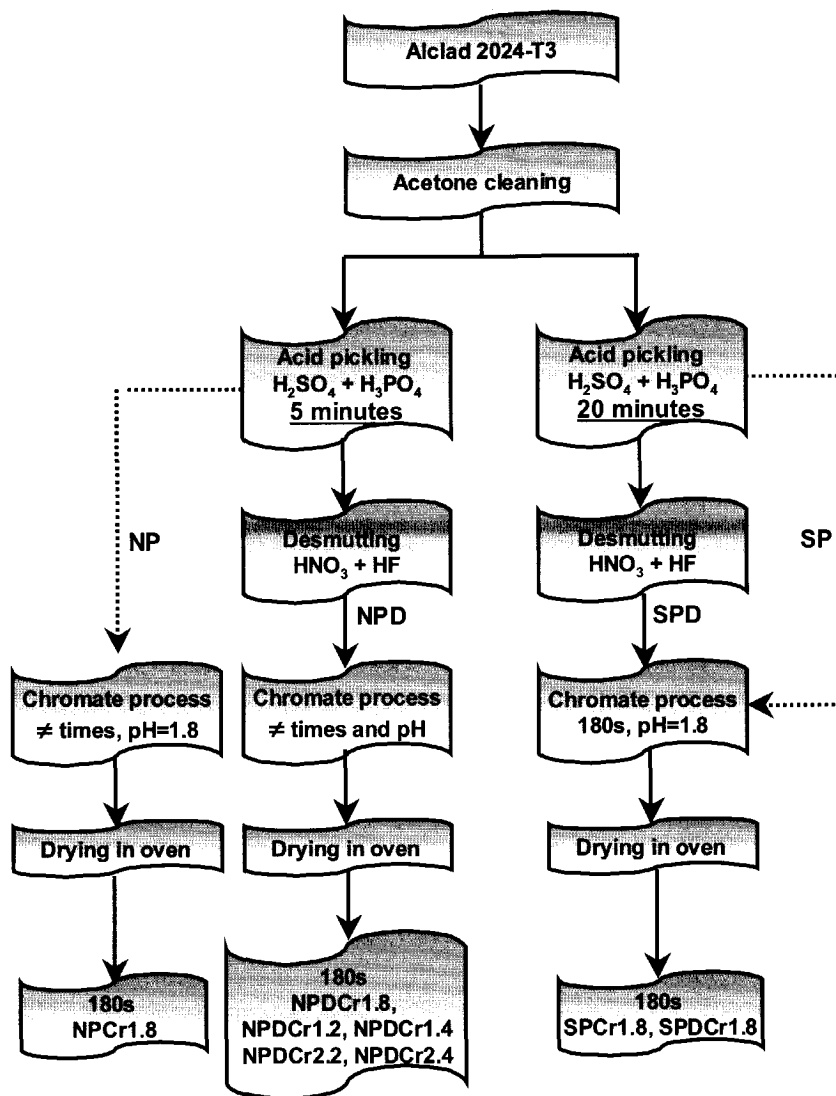 Alclad 2024-T3
Acetone cleaning
Acid pickling
H₂SO₄ + H₃PO₄
5 minutes
Acid pickling
H₂SO₄ + H₃PO₄
20 minutes
NP
Desmutting
HNO₃ + HF
Desmutting
HNO₃ + HF
SP
NPD
SPD
Chromate process
≠ times, pH=1.8
Chromate process
≠ times and pH
Chromate process
180s, pH=1.8
Drying in oven
Drying in oven
Drying in oven
180s
NPCr1.8
180s
NPDCr1.8,
NPDCr1.2, NPDCr1.4
NPDCr2.2, NPDCr2.4
180s
SPCr1.8, SPDCr1.8